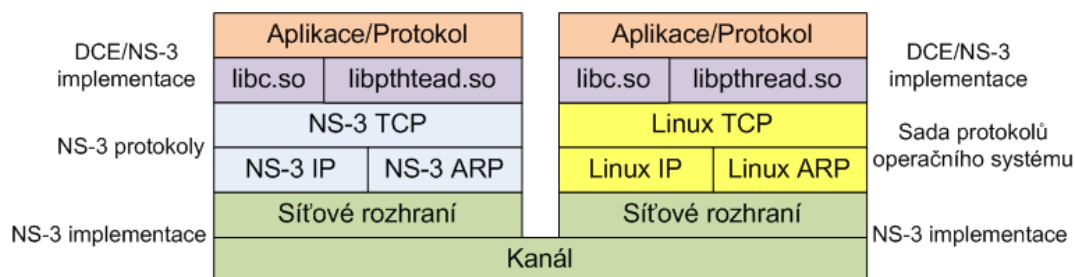 Aplikace/Protokol
Aplikace/Protokol
DCE/NS-3
implementace
libc.so
libpthtead.so
libc.so
libpthread.so
DCE/NS-3
implementace
NS-3 protokoly
NS-3 TCP
NS-3 IP
NS-3 ARP
Linux TCP
Linux IP
Linux ARP
Sada protokolů
operačního systému
NS-3 implementace
Síťové rozhraní
Síťové rozhraní
NS-3 implementace
Kanál